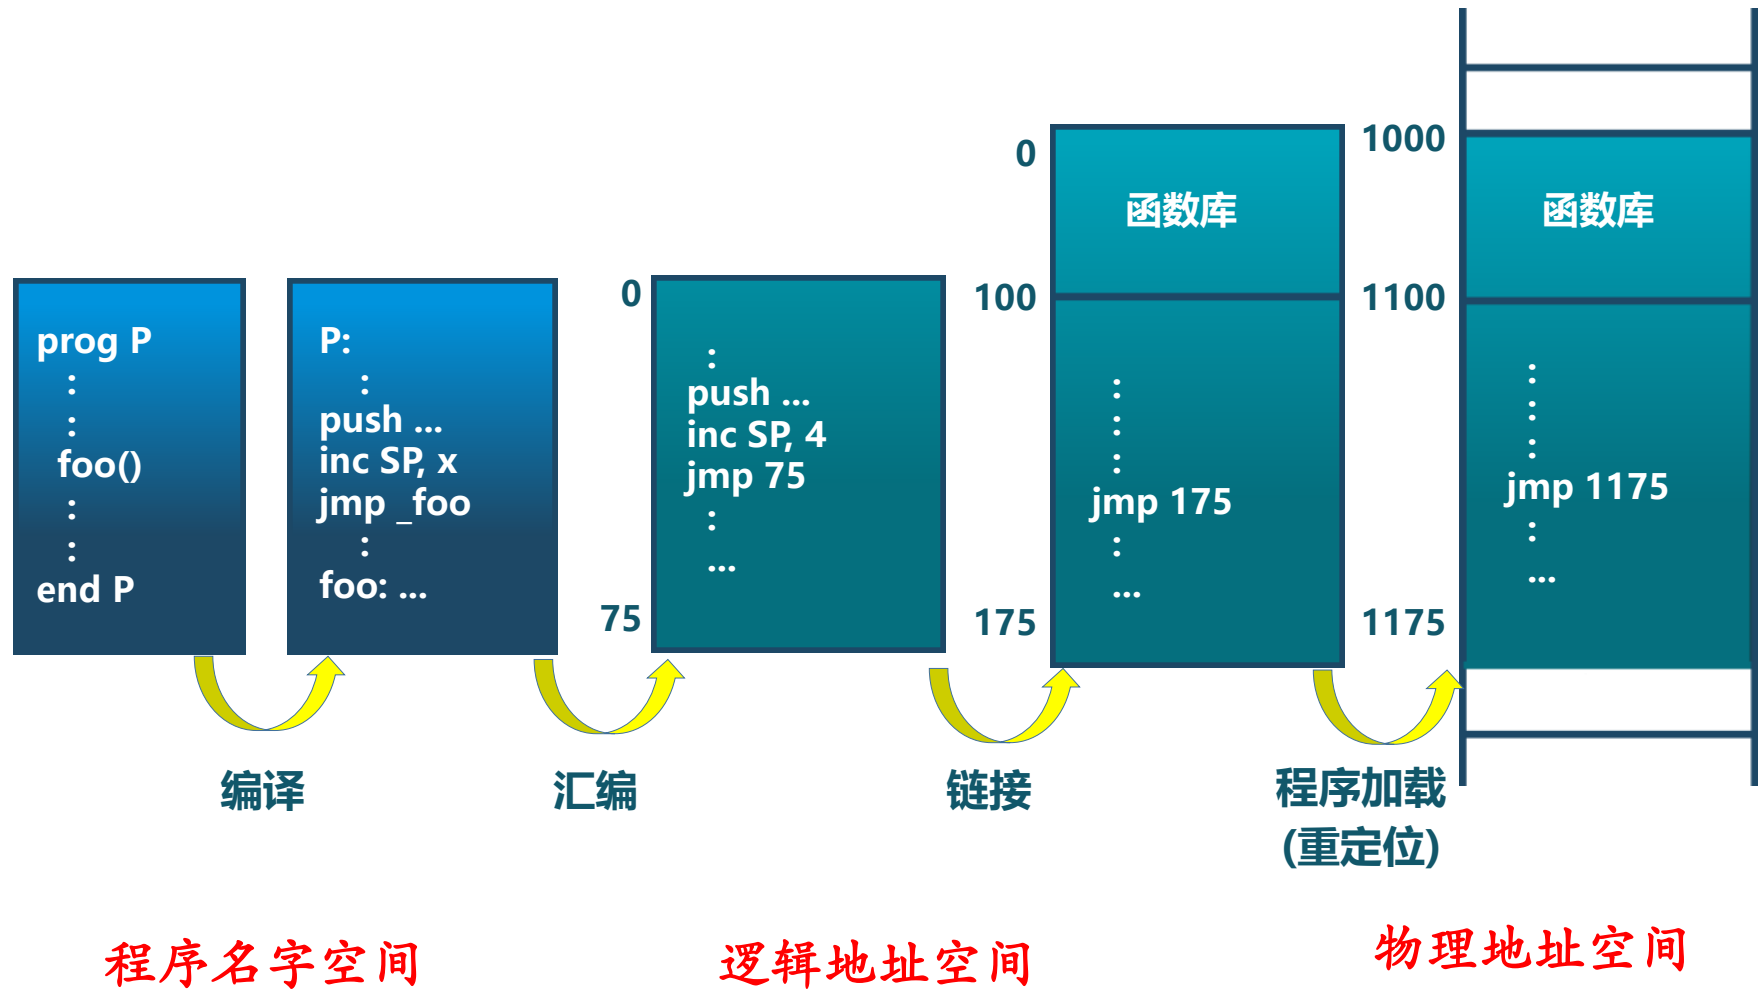 prog P
:
:
foo()
:
:
end P
P:
:
push ...
inc SP, x
jmp _foo
:
foo: ...
0
:
push ...
inc SP, 4
jmp 75
:
...
75
0
函数库
100
:
:
:
jmp 175
:
...
175
1000
函数库
1100
:
:
:
jmp 1175
:
...
1175
编译
汇编
链接
程序加载
(重定位)
程序名字空间
逻辑地址空间
物理地址空间